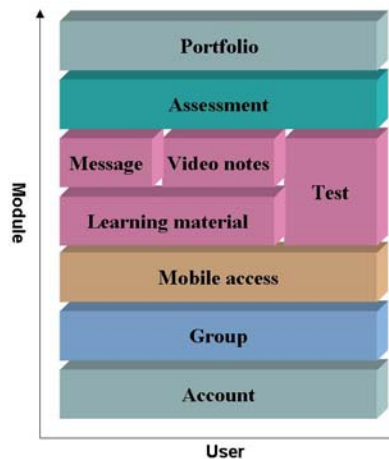 Portfolio
Assessment
Message
Video notes
Test
Learning material
Mobile access
Group
Account
Module
User